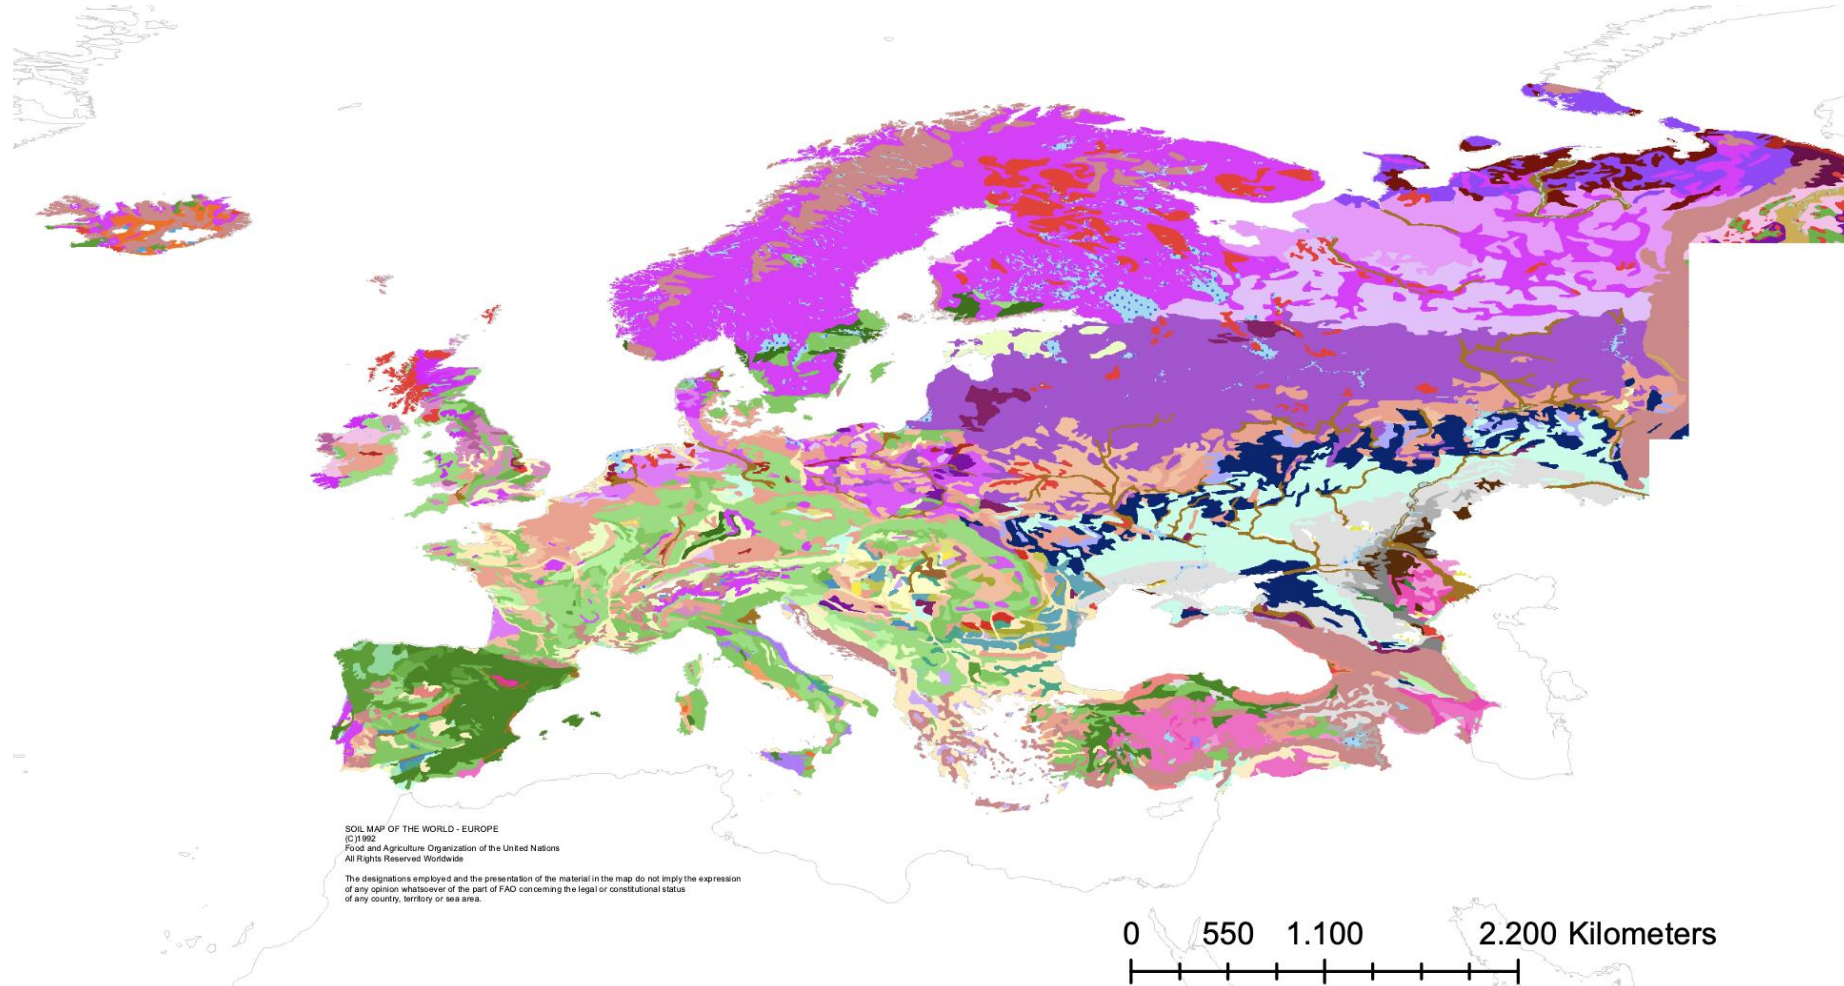 SOIL MAP OF THE WORLD - EUROPE
(C)1992
Food and Agriculture Organization of the United Nations
All Rights Reserved Worldwide
The designations employed and the presentation of the material in the map do not imply the expression
of any opinion whatsoever of the part of FAO concerning the legal or constitutional status
of any country, territory or sea area.
0 550 1.100 2.200 Kilometers